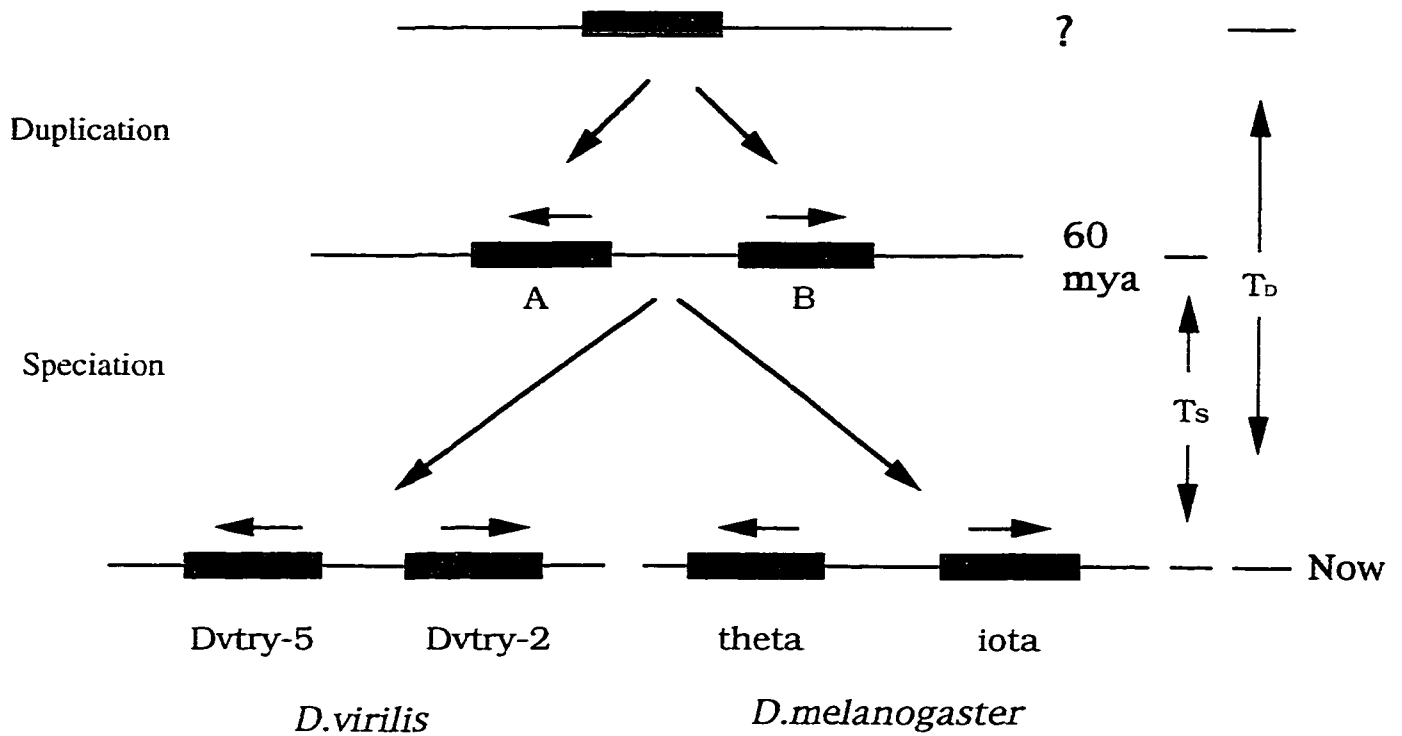 ?
Duplication
60
mya
TD
A B
Speciation
Ts
Now
Dvtry-5 Dvtry-2 theta iota
D.virilis D.melanogaster